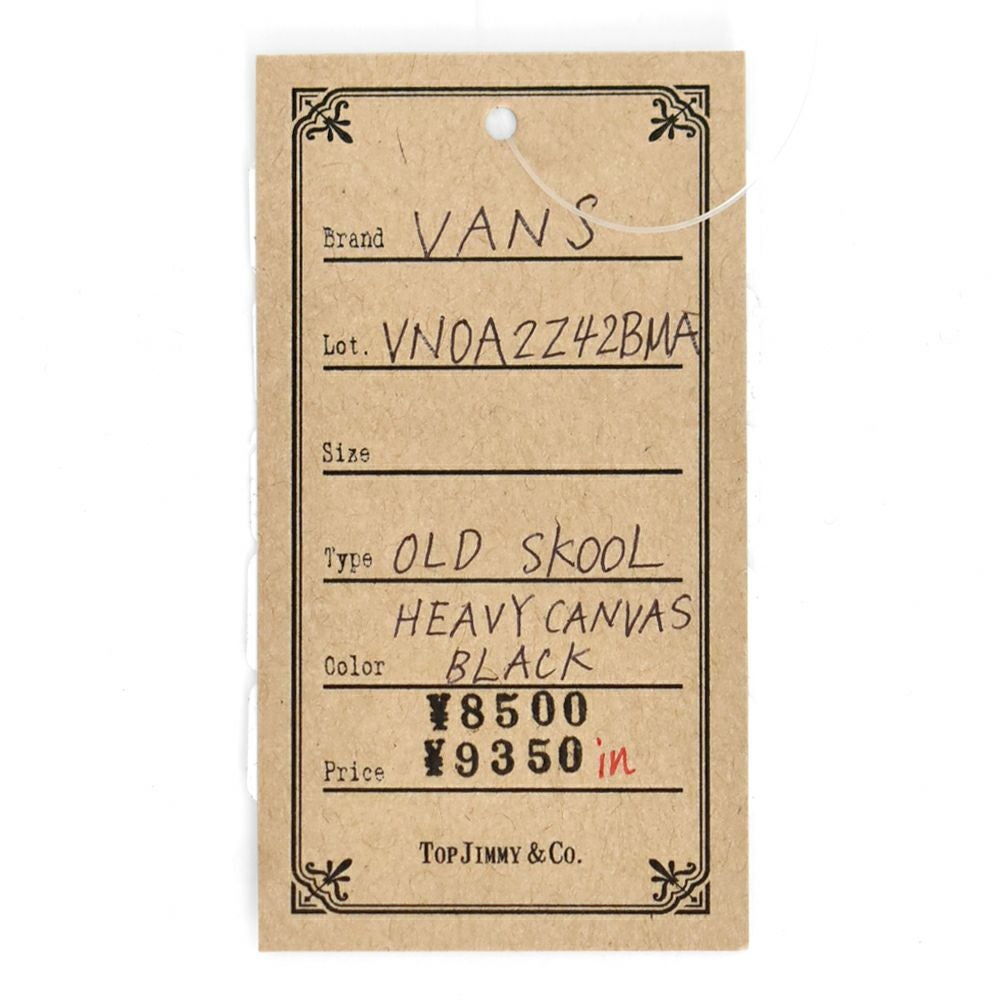 Brand VANS
Lot. VN0A2Z42BMA
Size
Type OLD SKOOL
HEAVY CANVAS
Color BLACK
¥8500
Price ¥9350 in
TOP JIMMY & CO.